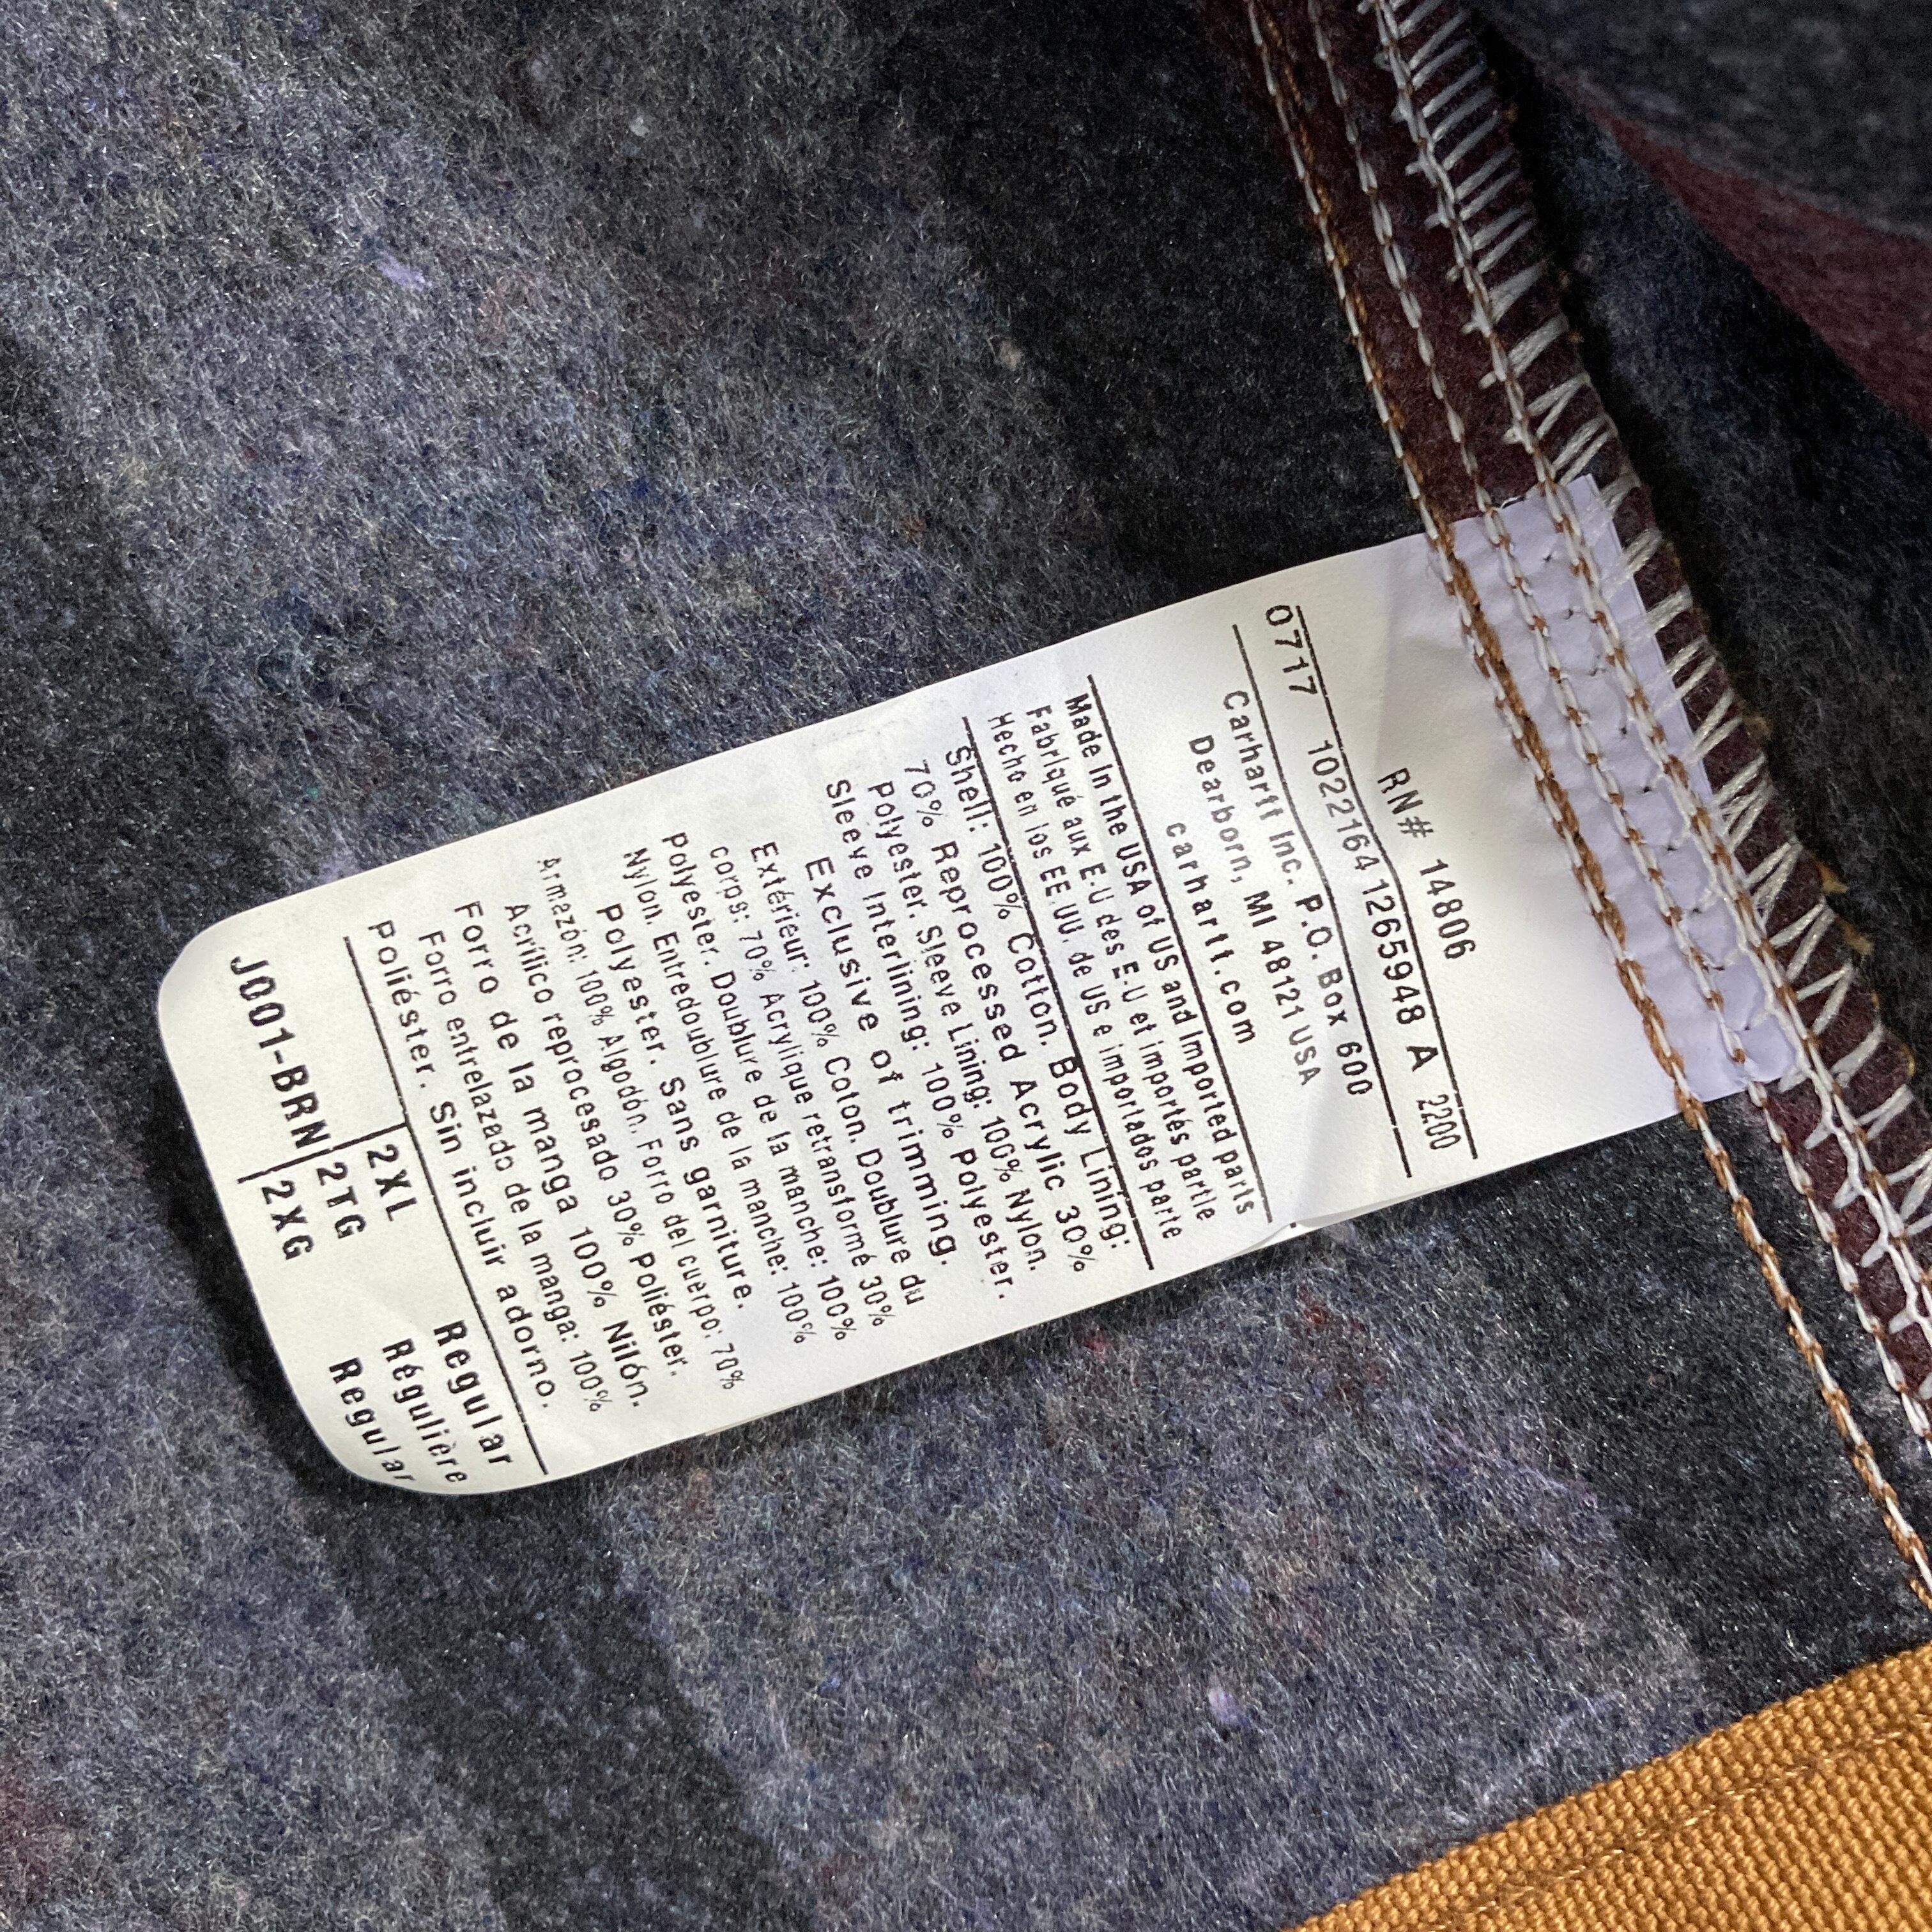 RN# 14806
0717 1022164 1265948 A 2200
Carhartt Inc. P.O. Box 600
Dearborn, MI 48121 USA
carhartt.com
Made in the USA of US and Imported parts
Fabriqué aux E-U des E-U et importés partie
Hecho en los EE.UU. de US e importados parte
Shell: 100% Cotton. Body Lining:
70% Reprocessed Acrylic 30%
Polyester. Sleeve Lining: 100% Nylon.
Sleeve Interlining: 100% Polyester.
Exclusive of trimming.
Extérieur: 100% Coton. Doublure du
corps: 70% Acrylique retransformé 30%
Polyester. Doublure de la manche: 100%
Nylon. Entredoublure de la manche: 100%
Polyester. Sans garniture.
Armazón: 100% Algodón. Forro del cuerpo: 70%
Acrílico reprocesado 30% Poliéster.
Forro de la manga 100% Nilón.
Forro entrelazado de la manga: 100%
Poliéster. Sin incluir adorno.
2XL Regular
J001-BRN 2TG Régulière
2XG Regular